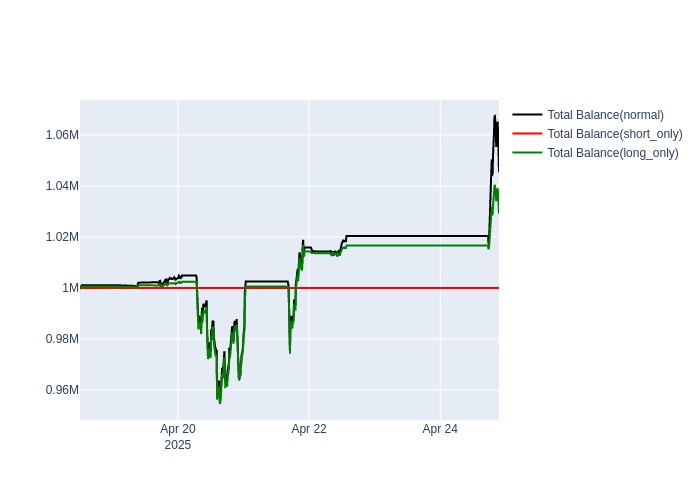 1.06M
1.04M
1.02M
1M
0.98M
0.96M
Apr 20
2025
Apr 22
Apr 24
Total Balance(normal)
Total Balance(short_only)
Total Balance(long_only)